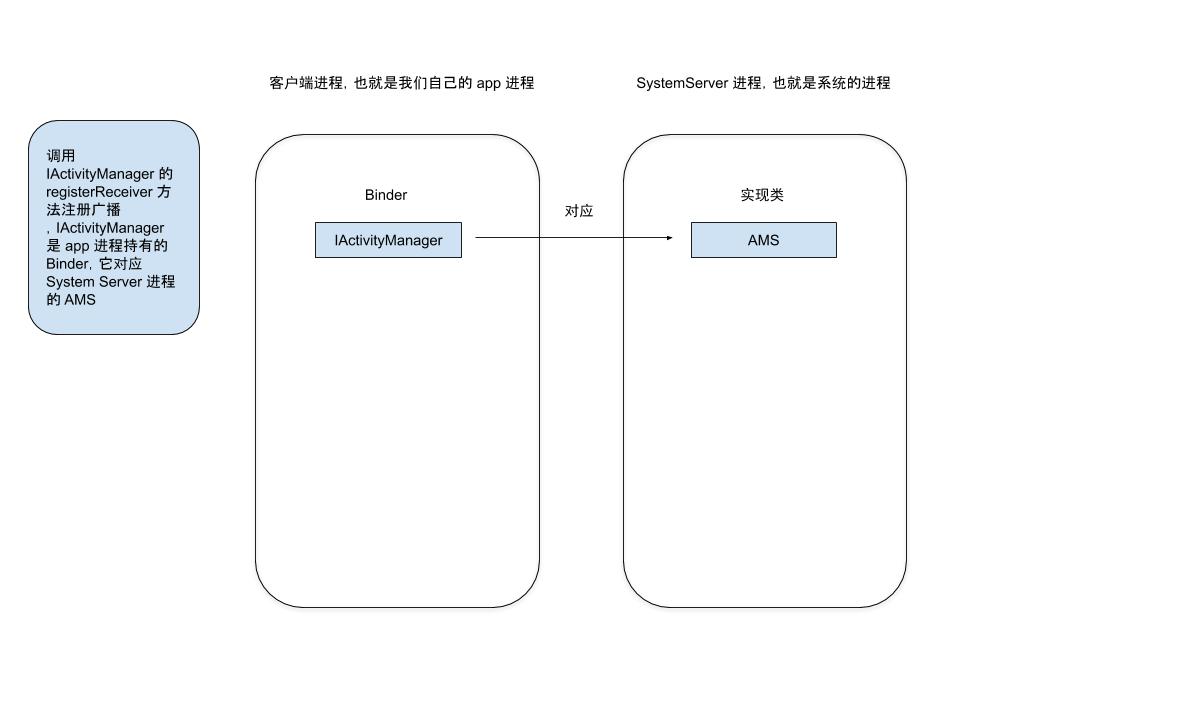 客户端进程, 也就是我们自己的 app 进程
SystemServer 进程, 也就是系统的进程
调用
IActivityManager 的
registerReceiver 方
法注册广播
, IActivityManager
是 app 进程持有的
Binder, 它对应
System Server 进程
的 AMS
Binder
IActivityManager
对应
实现类
AMS